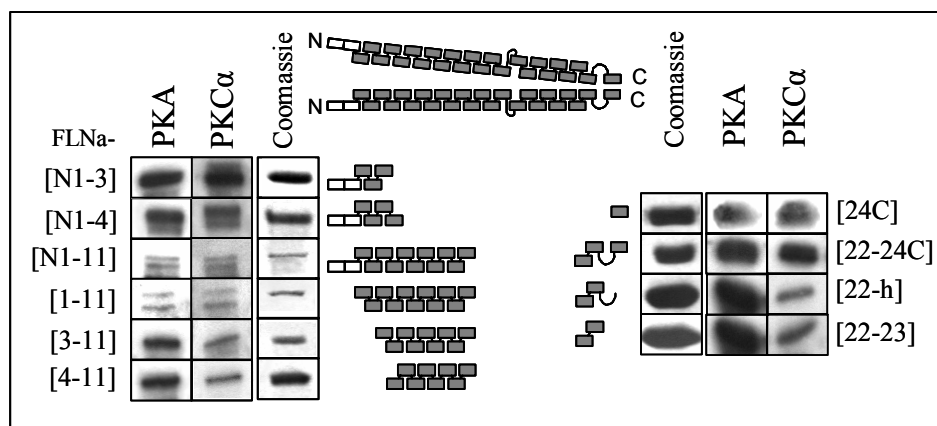 FLNa-
PKA
PKCα
Coomassie
N
C
N
C
Coomassie
PKA
PKCα
[N1-3]
[N1-4]
[N1-11]
[1-11]
[3-11]
[4-11]
[24C]
[22-24C]
[22-h]
[22-23]